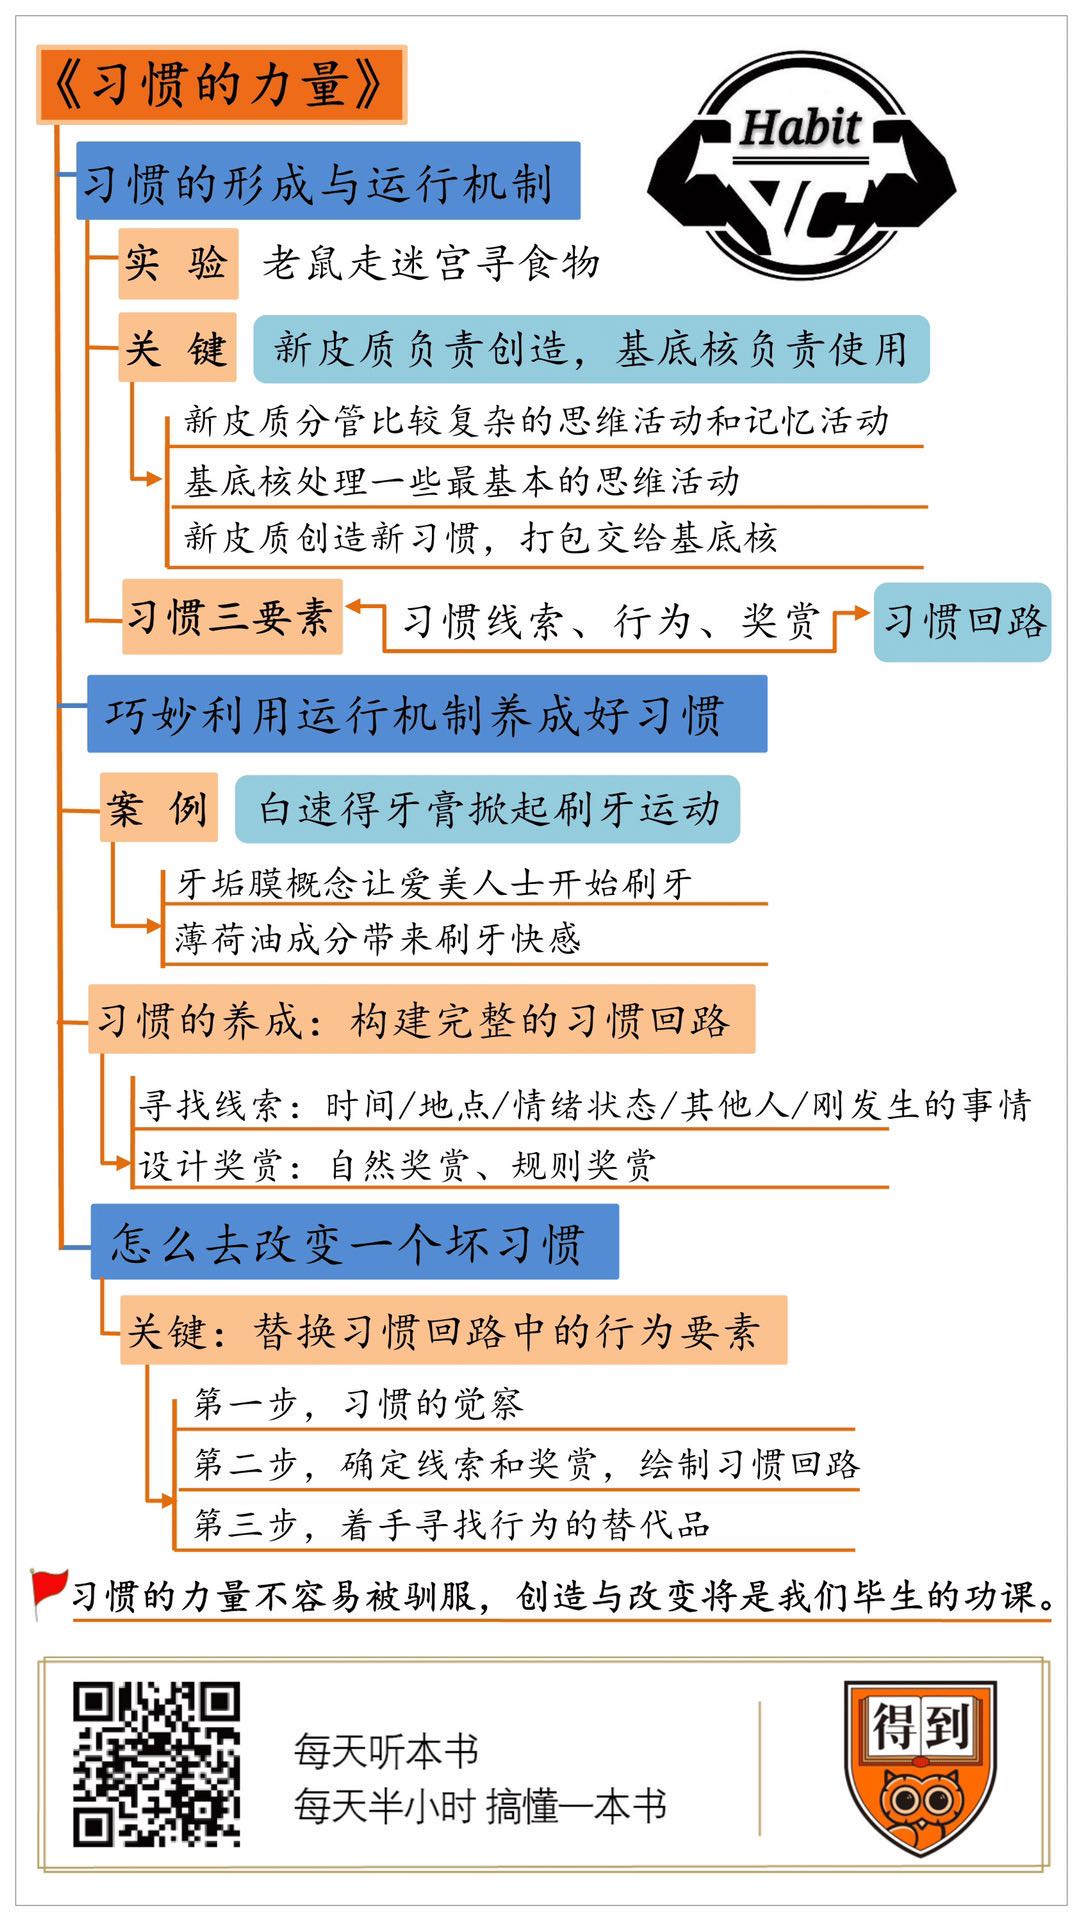 《习惯的力量》
Habit
YC
习惯的形成与运行机制
实 验 老鼠走迷宫寻食物
关 键 新皮质负责创造，基底核负责使用
新皮质分管比较复杂的思维活动和记忆活动
基底核处理一些最基本的思维活动
新皮质创造新习惯，打包交给基底核
习惯三要素 习惯线索、行为、奖赏 习惯回路
巧妙利用运行机制养成好习惯
案 例 白速得牙膏掀起刷牙运动
牙垢膜概念让爱美人士开始刷牙
薄荷油成分带来刷牙快感
习惯的养成：构建完整的习惯回路
寻找线索：时间/地点/情绪状态/其他人/刚发生的事情
设计奖赏：自然奖赏、规则奖赏
怎么去改变一个坏习惯
关键：替换习惯回路中的行为要素
第一步，习惯的觉察
第二步，确定线索和奖赏，绘制习惯回路
第三步，着手寻找行为的替代品
习惯的力量不容易被驯服，创造与改变将是我们毕生的功课。
每天听本书
每天半小时 搞懂一本书
得到